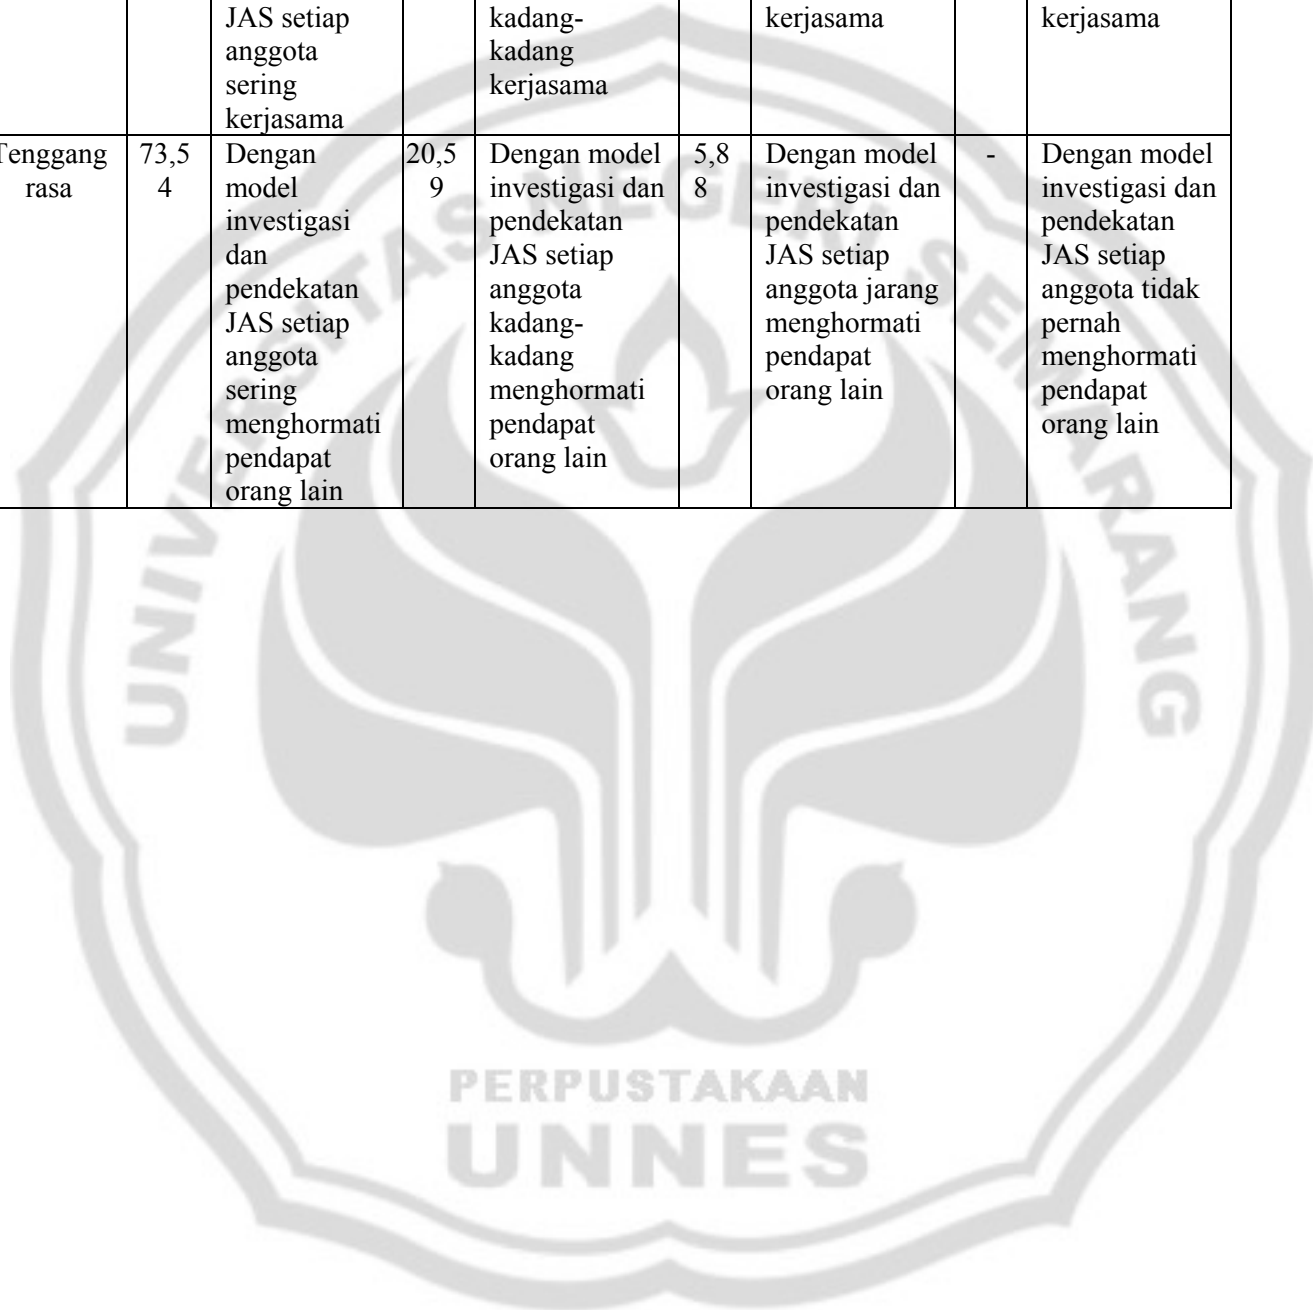 JAS setiap
anggota
sering
kerjasama
kadang-
kadang
kerjasama
kerjasama
kerjasama
Tenggang
rasa
73,5
4
Dengan
model
investigasi
dan
pendekatan
JAS setiap
anggota
sering
menghormati
pendapat
orang lain
20,5
9
Dengan model
investigasi dan
pendekatan
JAS setiap
anggota
kadang-
kadang
menghormati
pendapat
orang lain
5,8
8
Dengan model
investigasi dan
pendekatan
JAS setiap
anggota jarang
menghormati
pendapat
orang lain
-
Dengan model
investigasi dan
pendekatan
JAS setiap
anggota tidak
pernah
menghormati
pendapat
orang lain
UNIVERSITAS NEGERI SEMARANG
PERPUSTAKAAN
UNNES